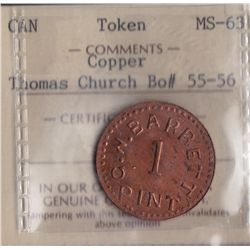 CAN Token MS-63
— COMMENTS —
Copper
Thomas Church Bo# 55-56
— CERTIFI
C.W. BARRETT
1
PINT
IN OUR
GENUINE
Tampering with this
invalidates
above opinion